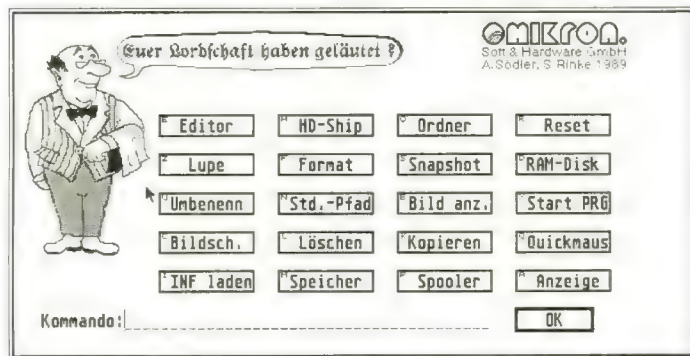 Euer Lordschaft haben geläutet ?
OMIKRON.
Soft & Hardware GmbH
A.Södler, S.Rinke 1989
Editor HD-Ship Ordner Reset
Lupe Format Snapshot RAM-Disk
Umbenenn Std.-Pfad Bild anz. Start PRG
Bildsch. Löschen Kopieren Quickmaus
INF laden Speicher Spooler Anzeige
Kommando:
OK